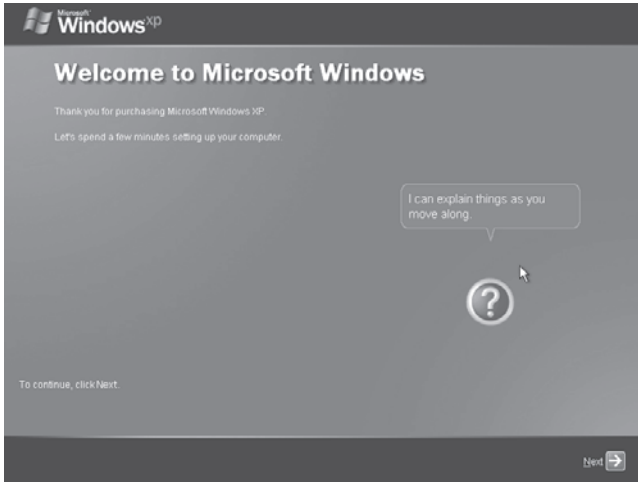 Microsoft
Windows xp
Welcome to Microsoft Windows
Thank you for purchasing Microsoft Windows XP.
Let's spend a few minutes setting up your computer.
I can explain things as you
move along.
?
To continue, click Next.
Next